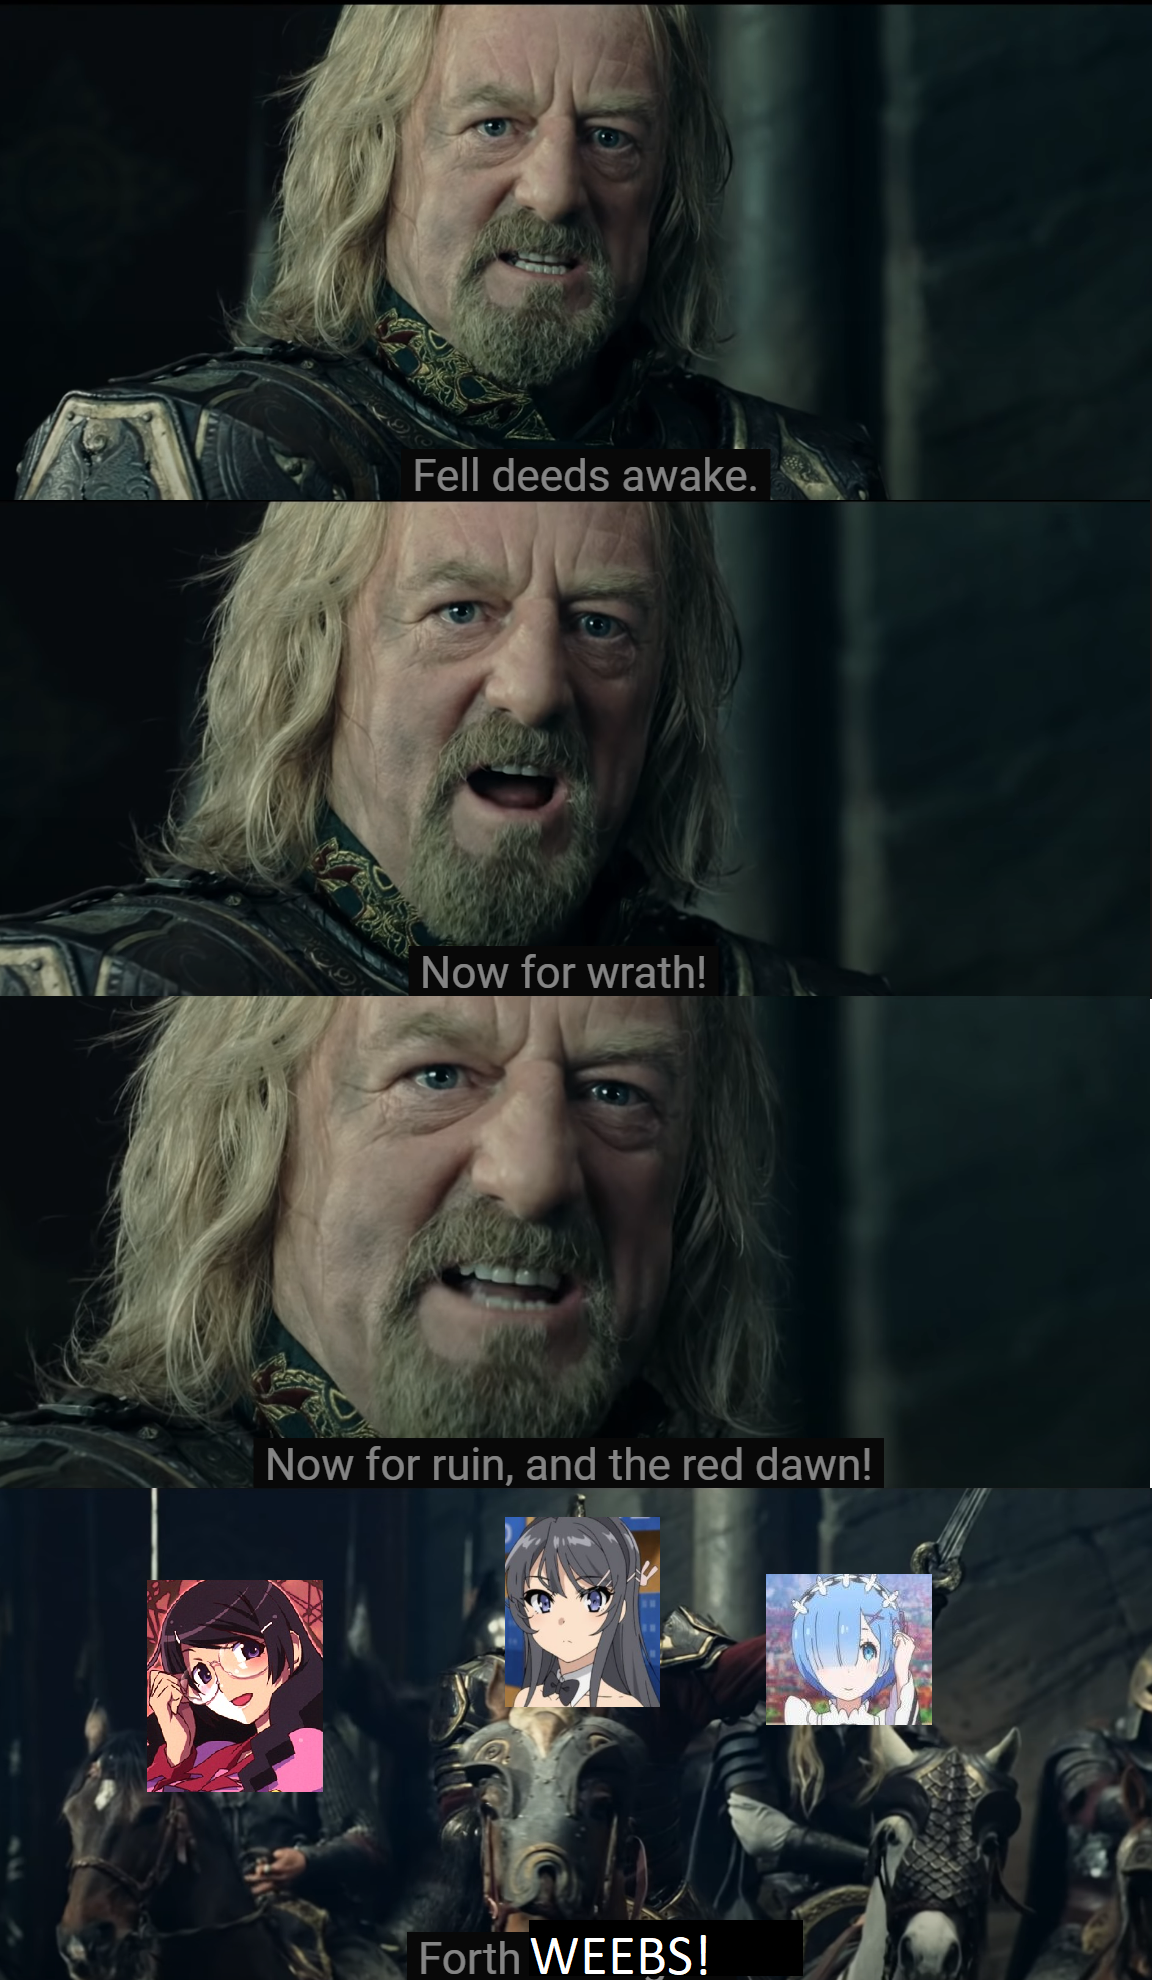 Fell deeds awake.
Now for wrath!
Now for ruin, and the red dawn!
Forth WEEBS!